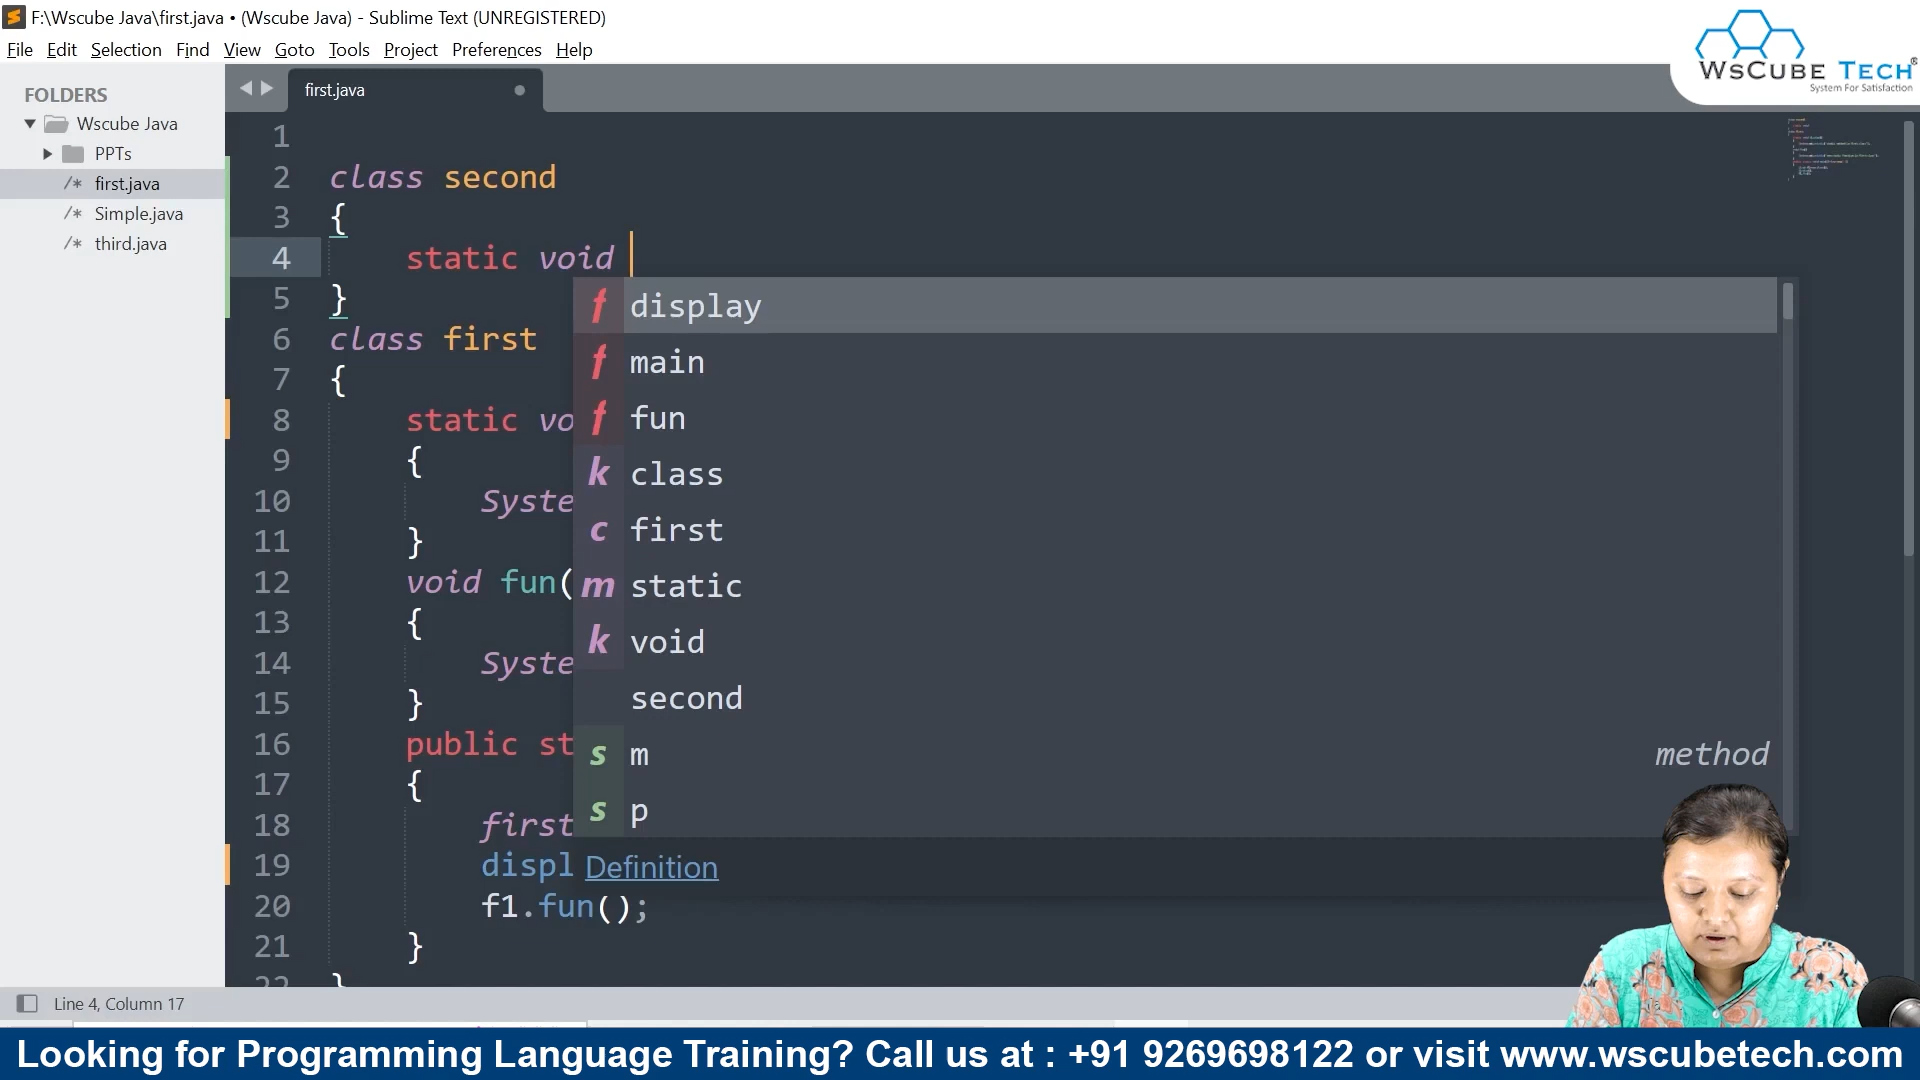 F:\Wscube Java\first.java • (Wscube Java) - Sublime Text (UNREGISTERED)
File Edit Selection Find View Goto Tools Project Preferences Help
WSCUBE TECH®
System For Satisfaction
FOLDERS
Wscube Java
PPTs
/* first.java
/* Simple.java
/* third.java
first.java
1
2 class second
3 {
4 static void
5 }
6 class first
7 {
8 static vo
9 {
10 Syste
11 }
12 void fun(
13 {
14 Syste
15 }
16 public st
17 {
18 first
19 displ
20 f1.fun();
21 }
22 }
f display
f main
f fun
k class
c first
m static
k void
second
s m method
s p
Definition
Line 4, Column 17
Looking for Programming Language Training? Call us at : +91 9269698122 or visit www.wscubetech.com